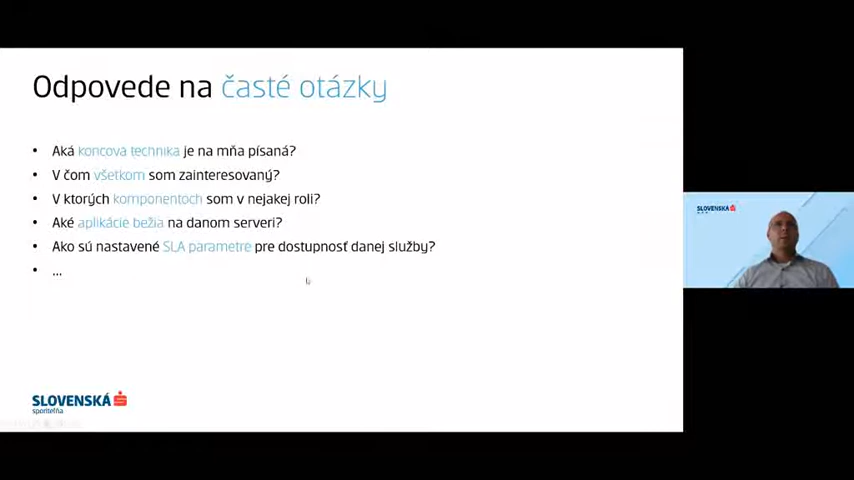 Odpovede na časté otázky
• Aká koncová technika je na mňa písaná?
• V čom všetkom som zainteresovaný?
• V ktorých komponentoch som v nejakej roli?
• Aké aplikácie bežia na danom serveri?
• Ako sú nastavené SLA parametre pre dostupnosť danej služby?
• ...
SLOVENSKÁ
sporiteľňa
SLOVENSKÁ